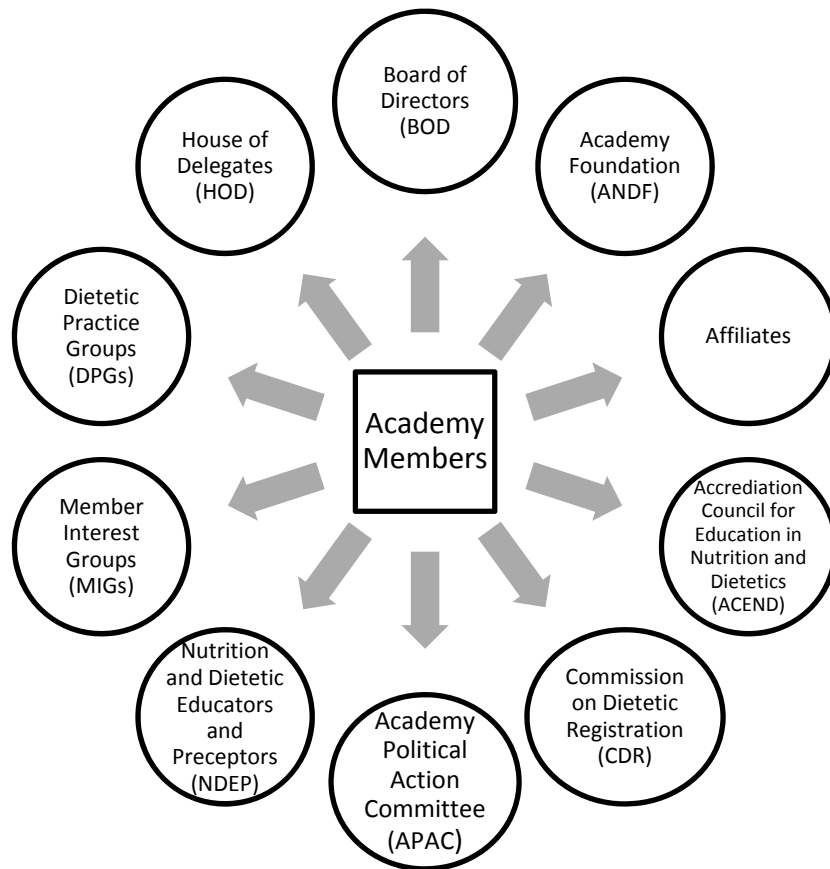 Board of
Directors
(BOD
Academy
Foundation
(ANDF)
Affiliates
Accrediation
Council for
Education in
Nutrition and
Dietetics
(ACEND)
Commission
on Dietetic
Registration
(CDR)
Academy
Political
Action
Committee
(APAC)
Nutrition
and Dietetic
Educators
and
Preceptors
(NDEP)
Member
Interest
Groups
(MIGs)
Dietetic
Practice
Groups
(DPGs)
House of
Delegates
(HOD)
Academy
Members